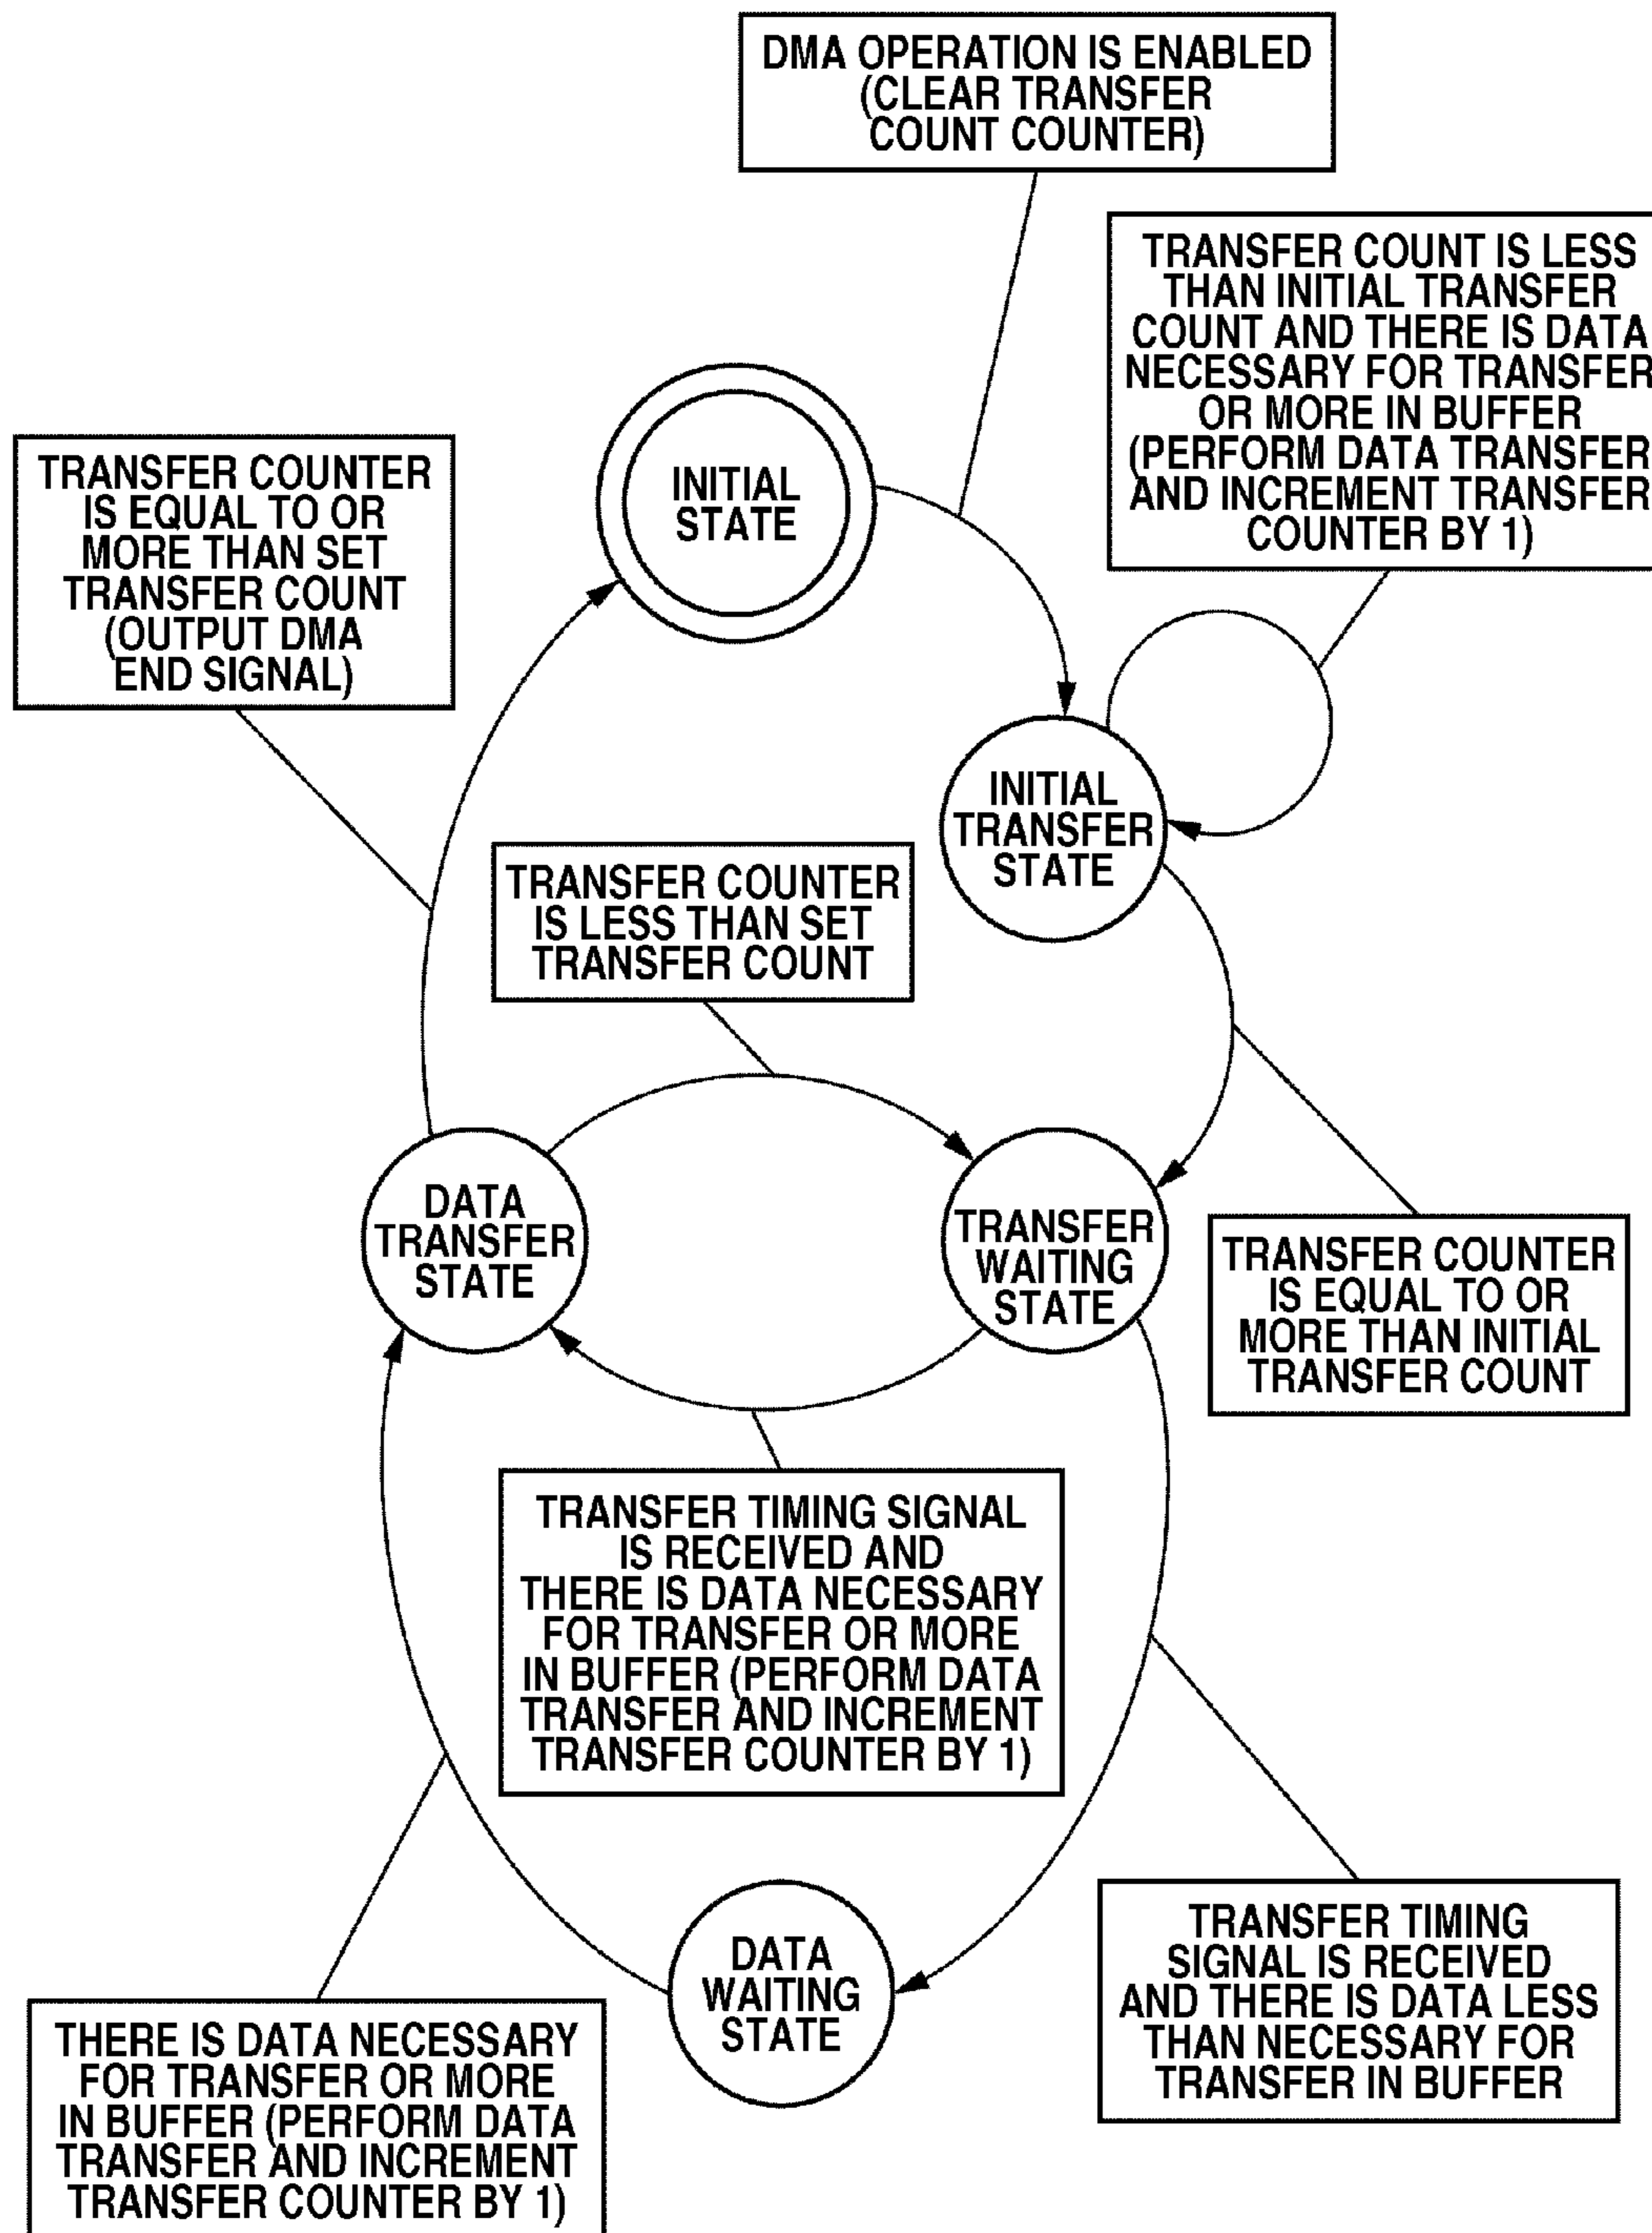 DMA OPERATION IS ENABLED
(CLEAR TRANSFER
COUNT COUNTER)
TRANSFER COUNT IS LESS
THAN INITIAL TRANSFER
COUNT AND THERE IS DATA
NECESSARY FOR TRANSFER
OR MORE IN BUFFER
(PERFORM DATA TRANSFER
AND INCREMENT TRANSFER
COUNTER BY 1)
TRANSFER COUNTER
IS EQUAL TO OR
MORE THAN SET
TRANSFER COUNT
(OUTPUT DMA
END SIGNAL)
INITIAL
STATE
INITIAL
TRANSFER
STATE
TRANSFER COUNTER
IS LESS THAN SET
TRANSFER COUNT
DATA
TRANSFER
STATE
TRANSFER
WAITING
STATE
TRANSFER COUNTER
IS EQUAL TO OR
MORE THAN INITIAL
TRANSFER COUNT
TRANSFER TIMING SIGNAL
IS RECEIVED AND
THERE IS DATA NECESSARY
FOR TRANSFER OR MORE
IN BUFFER (PERFORM DATA
TRANSFER AND INCREMENT
TRANSFER COUNTER BY 1)
DATA
WAITING
STATE
TRANSFER TIMING
SIGNAL IS RECEIVED
AND THERE IS DATA LESS
THAN NECESSARY FOR
TRANSFER IN BUFFER
THERE IS DATA NECESSARY
FOR TRANSFER OR MORE
IN BUFFER (PERFORM DATA
TRANSFER AND INCREMENT
TRANSFER COUNTER BY 1)